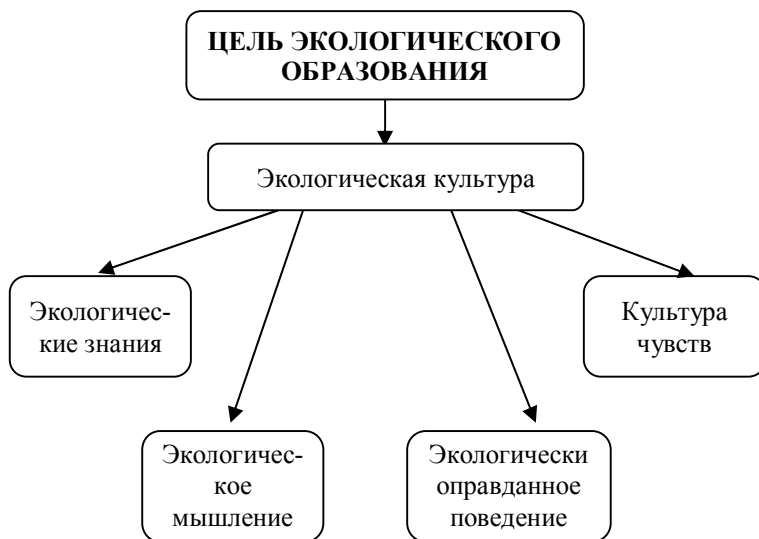 ЦЕЛЬ ЭКОЛОГИЧЕСКОГО
ОБРАЗОВАНИЯ
Экологическая культура
Экологичес-
кие знания
Культура
чувств
Экологичес-
кое
мышление
Экологически
оправданное
поведение